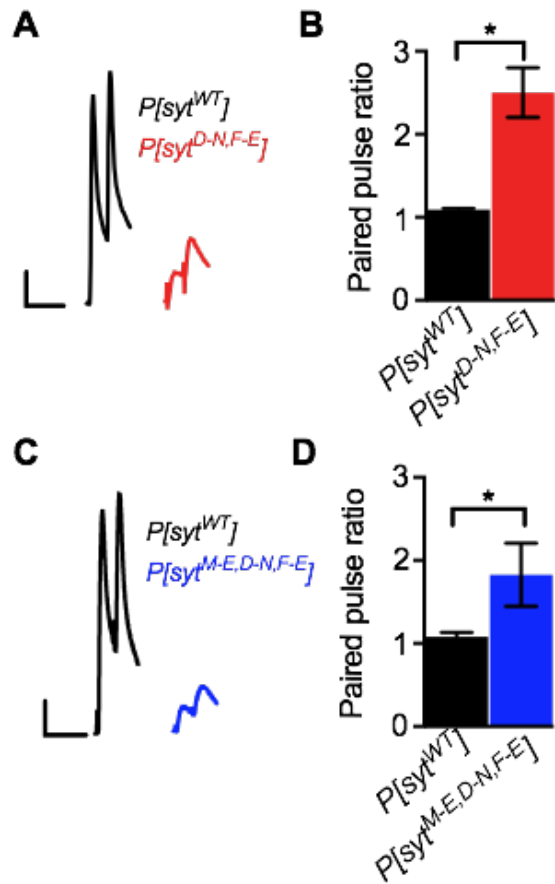 A
P[syt^WT]
P[syt^D-N,F-E]
B
*
Paired pulse ratio
3
2
1
0
P[syt^WT]
P[syt^D-N,F-E]
C
P[syt^WT]
P[syt^M-E,D-N,F-E]
D
*
Paired pulse ratio
3
2
1
0
P[syt^WT]
P[syt^M-E,D-N,F-E]